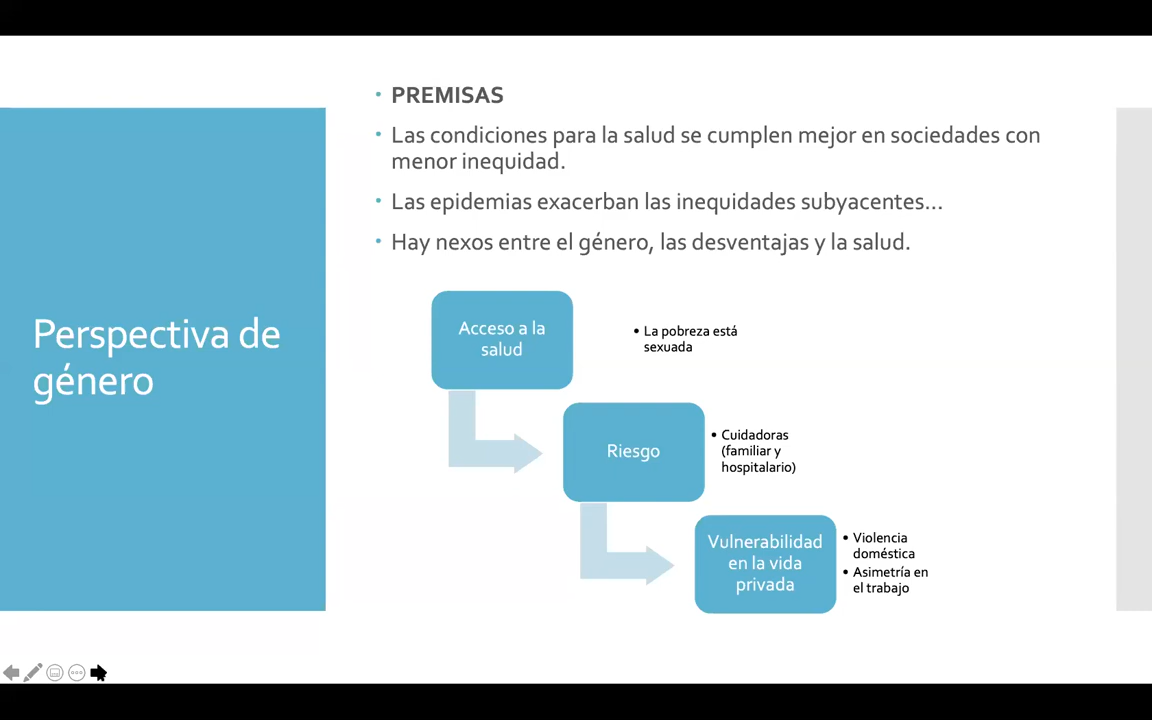 Perspectiva de
género
• PREMISAS
• Las condiciones para la salud se cumplen mejor en sociedades con
menor inequidad.
• Las epidemias exacerban las inequidades subyacentes...
• Hay nexos entre el género, las desventajas y la salud.
Acceso a la
salud
• La pobreza está
sexuada
Riesgo
• Cuidadoras
(familiar y
hospitalario)
Vulnerabilidad
en la vida
privada
• Violencia
doméstica
• Asimetría en
el trabajo